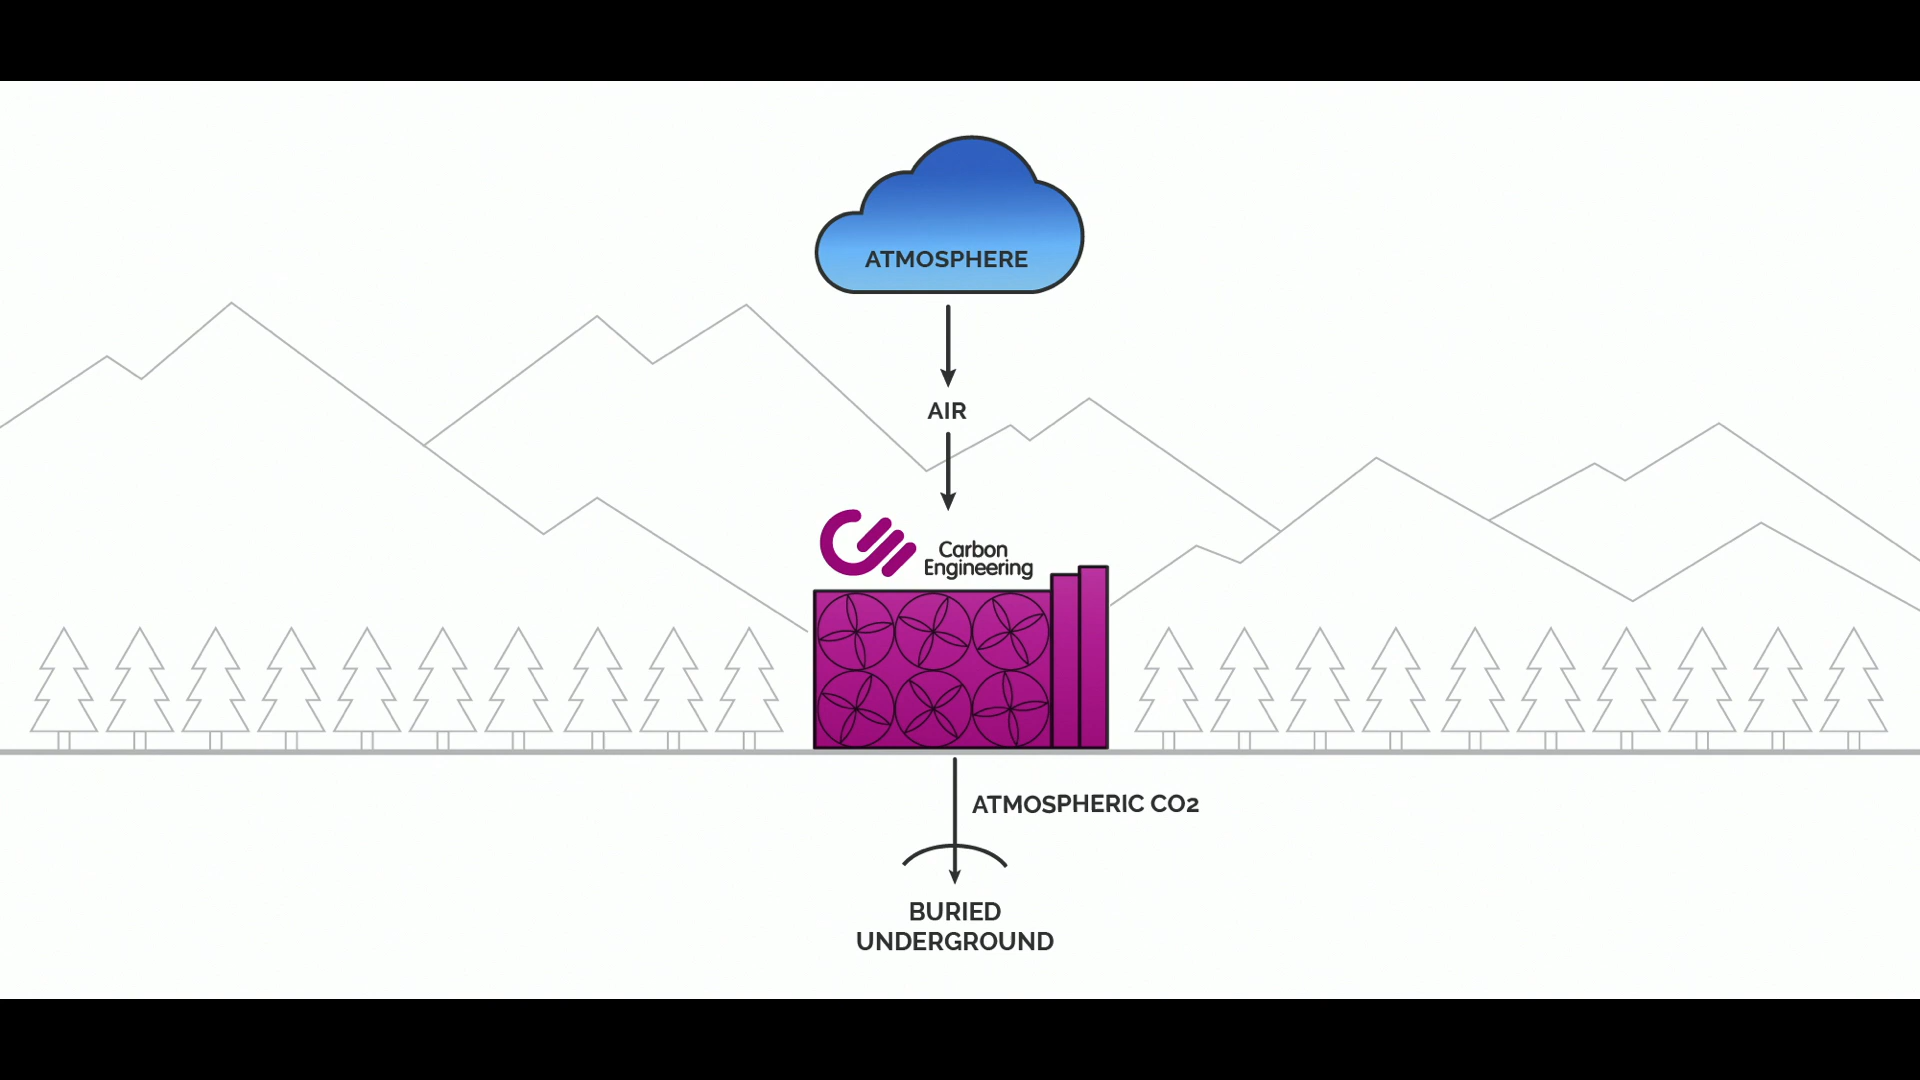 ATMOSPHERE
AIR
Carbon
Engineering
ATMOSPHERIC CO2
BURIED
UNDERGROUND